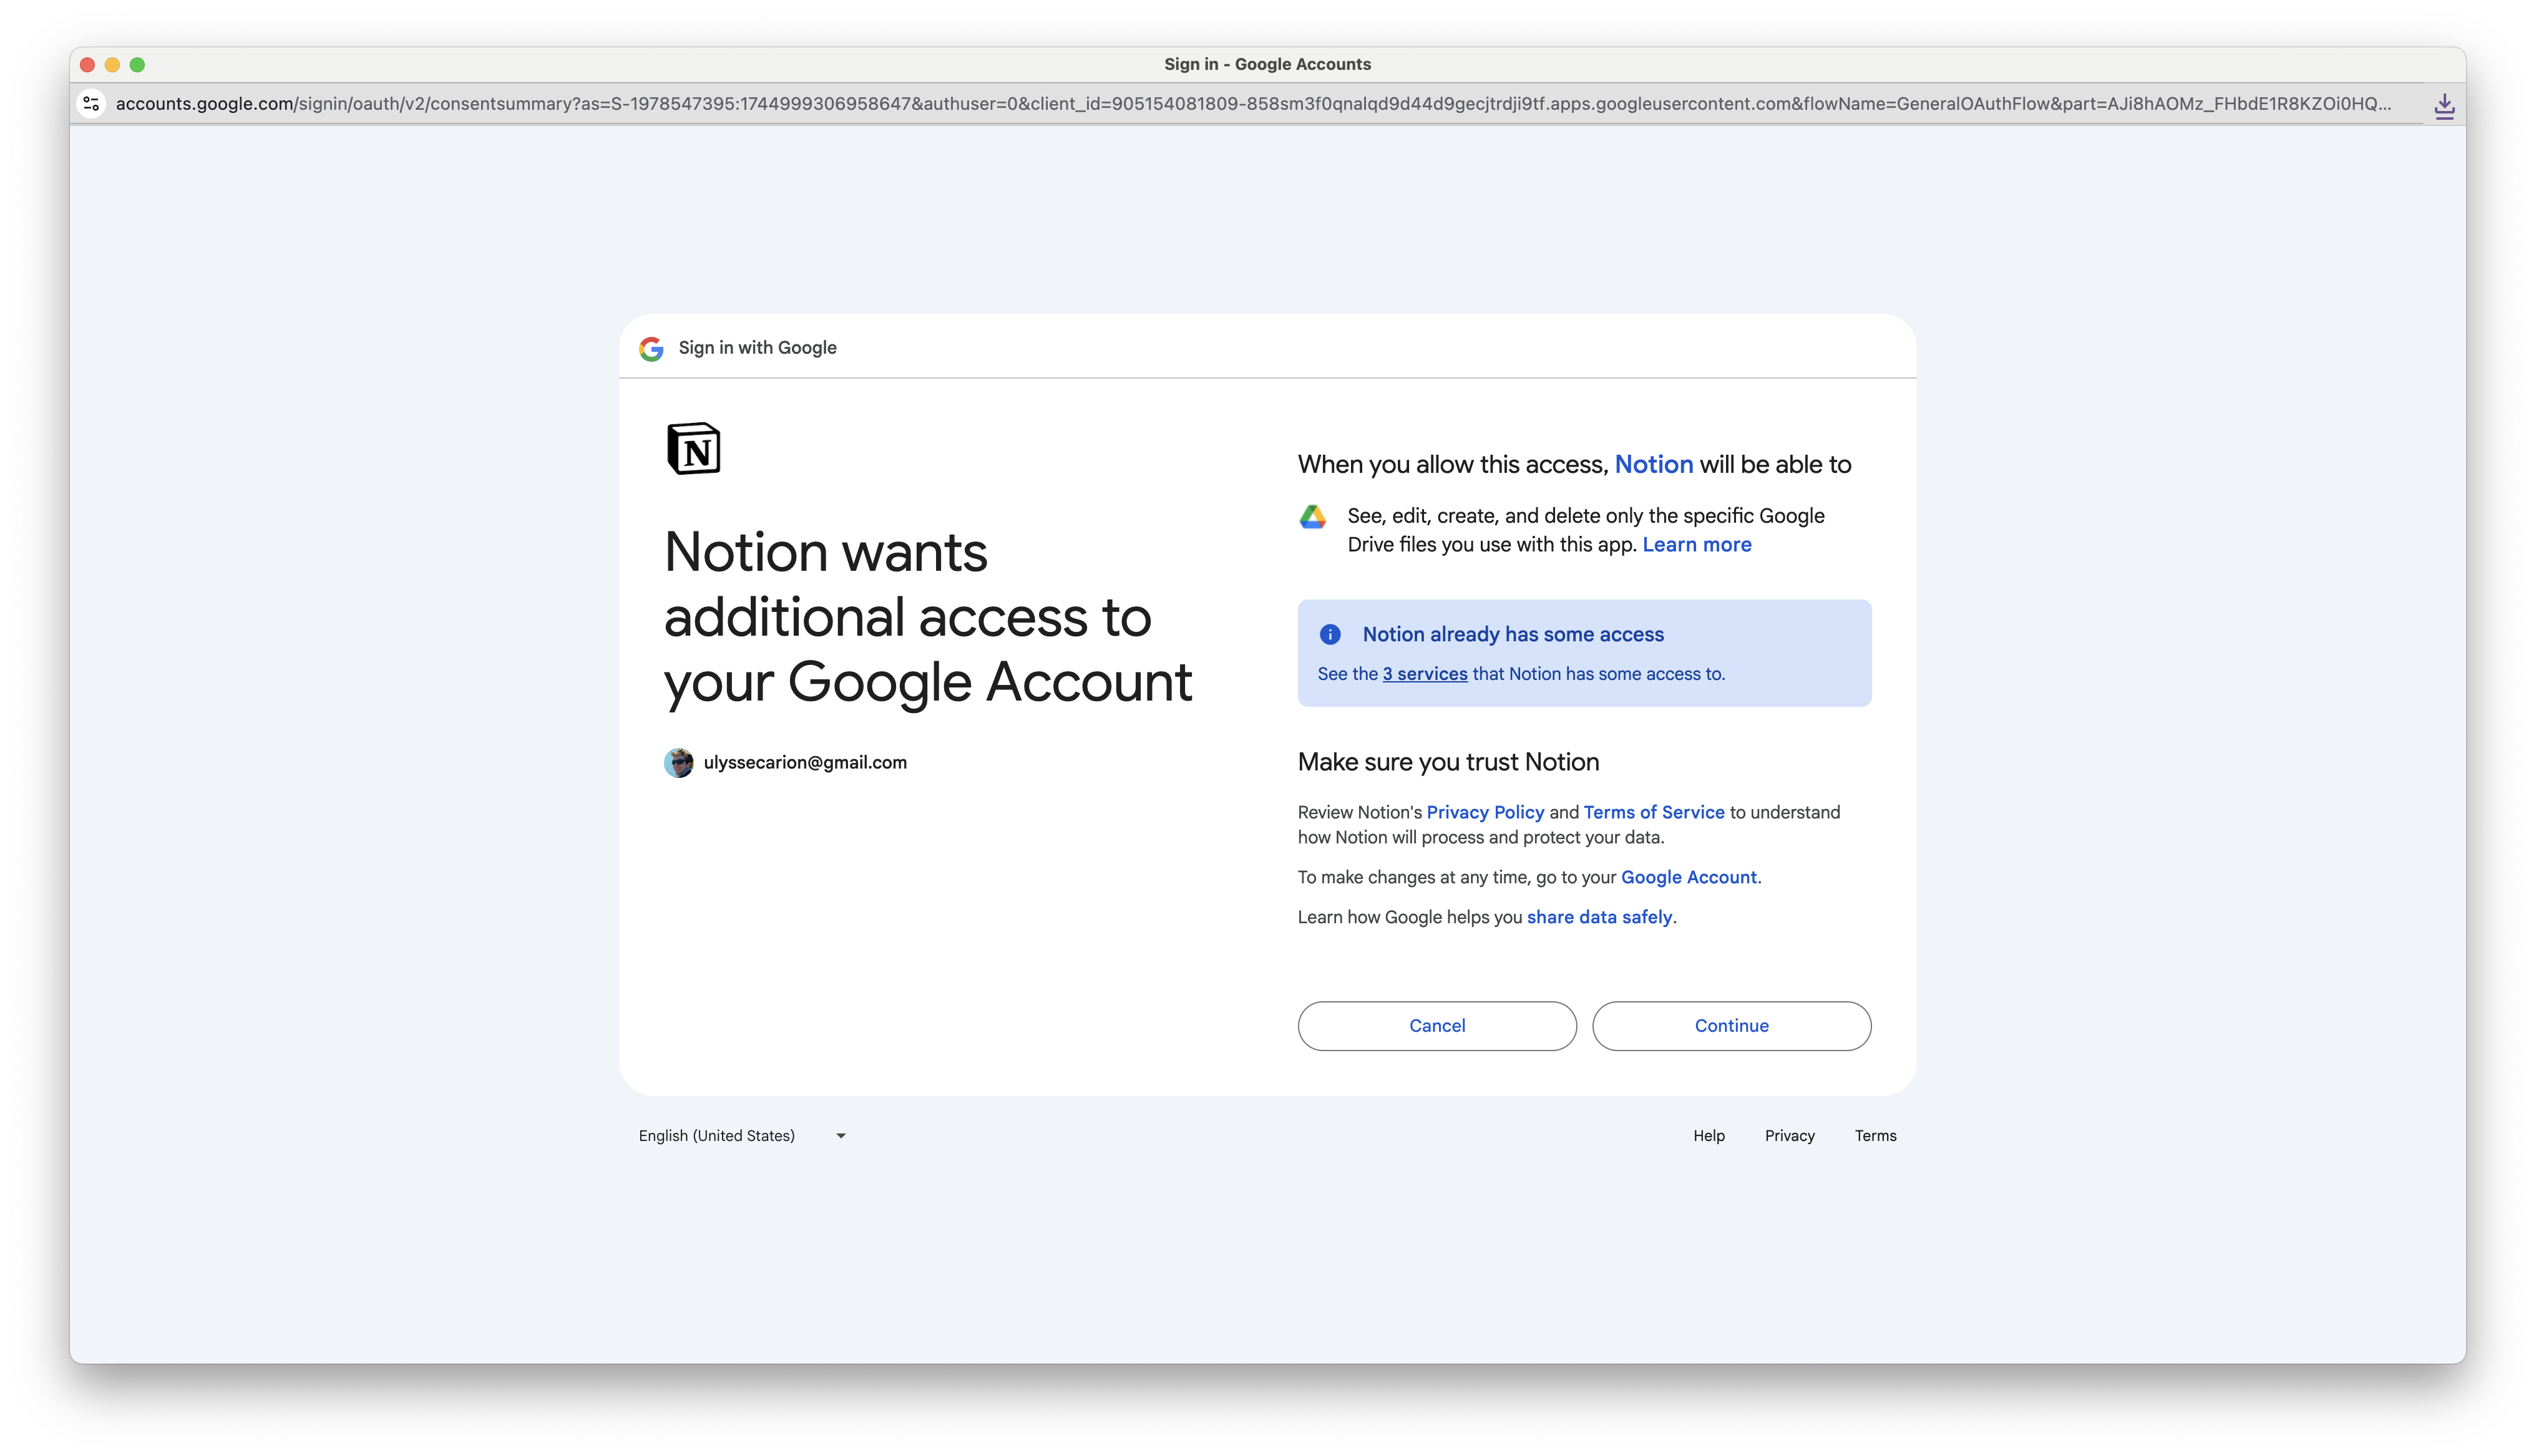 Sign in - Google Accounts
accounts.google.com/signin/oauth/v2/consentsummary?as=S-1978547395:1744999306958647&authuser=0&client_id=905154081809-858sm3f0qnalqd9d44d9gecjtrdji9tf.apps.googleusercontent.com&flowName=GeneralOAuthFlow&part=AJi8hAOMz_FHbdE1R8KZOi0HQ...
Sign in with Google
N
Notion wants
additional access to
your Google Account
ulyssecarion@gmail.com
When you allow this access, Notion will be able to
See, edit, create, and delete only the specific Google
Drive files you use with this app. Learn more
Notion already has some access
See the 3 services that Notion has some access to.
Make sure you trust Notion
Review Notion's Privacy Policy and Terms of Service to understand
how Notion will process and protect your data.
To make changes at any time, go to your Google Account.
Learn how Google helps you share data safely.
Cancel Continue
English (United States) Help Privacy Terms